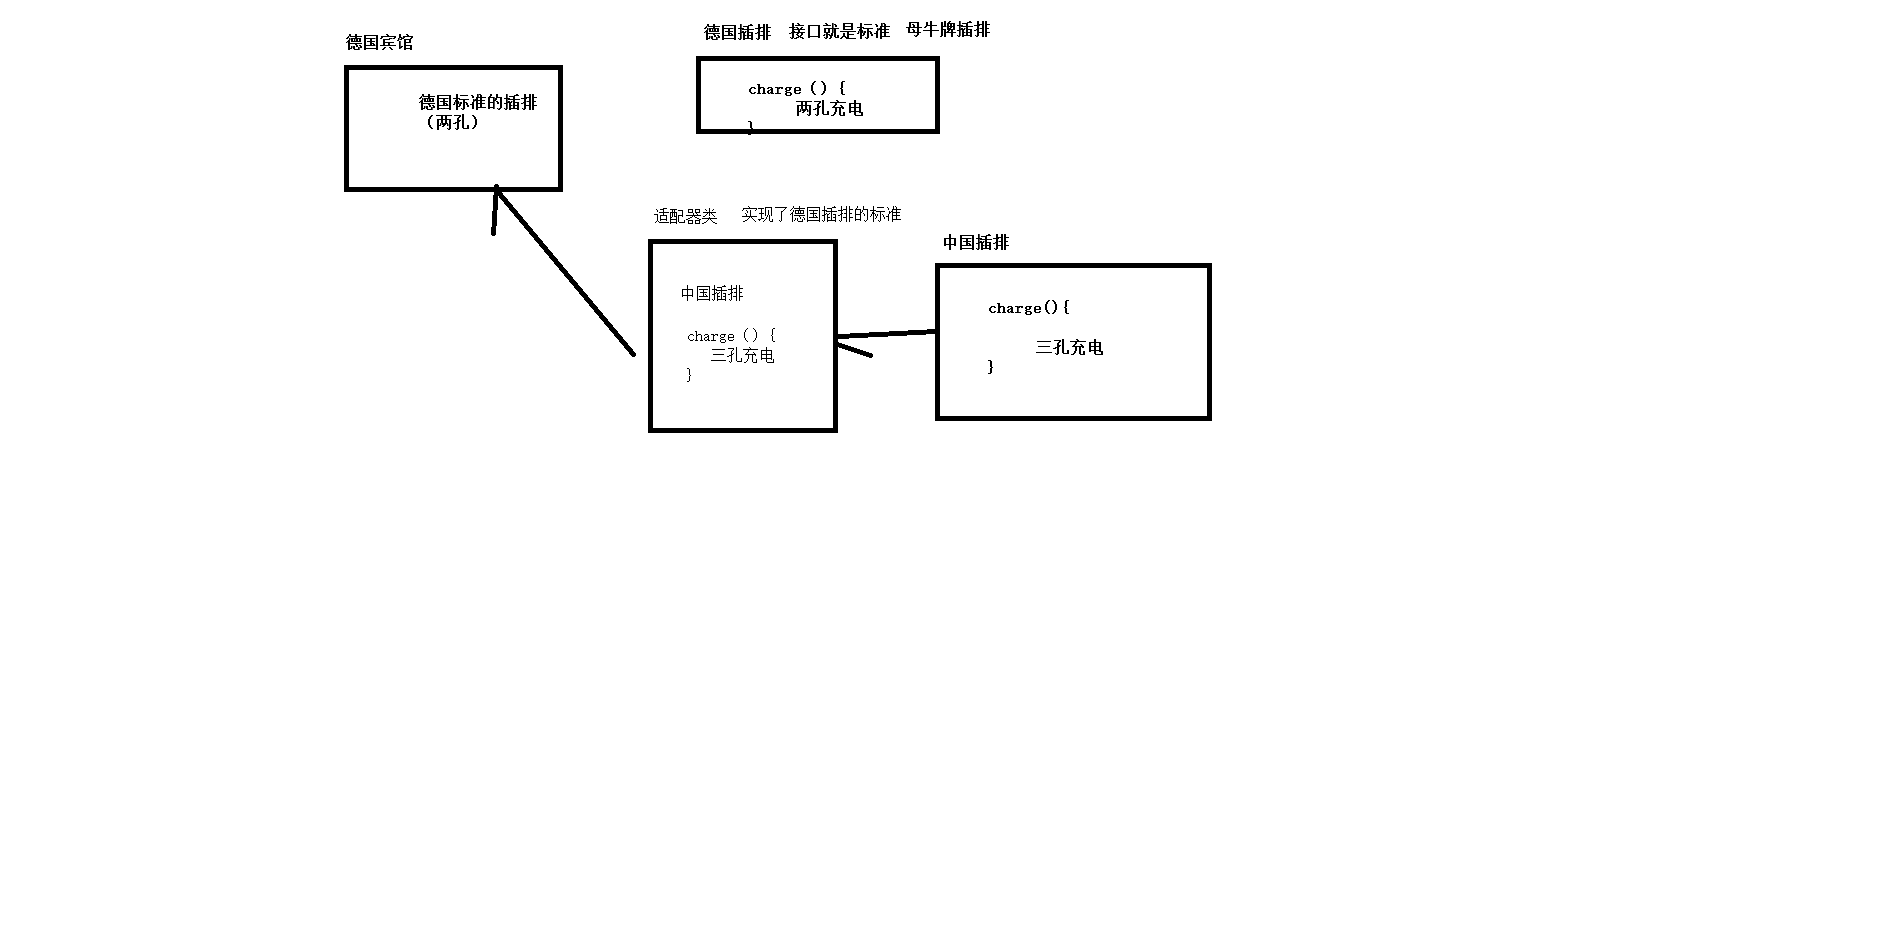 德国宾馆
德国标准的插排
（两孔）
德国插排 接口就是标准 母牛牌插排
charge（）{
两孔充电
}
适配器类 实现了德国插排的标准
中国插排
charge（）{
三孔充电
}
中国插排
charge(){
三孔充电
}